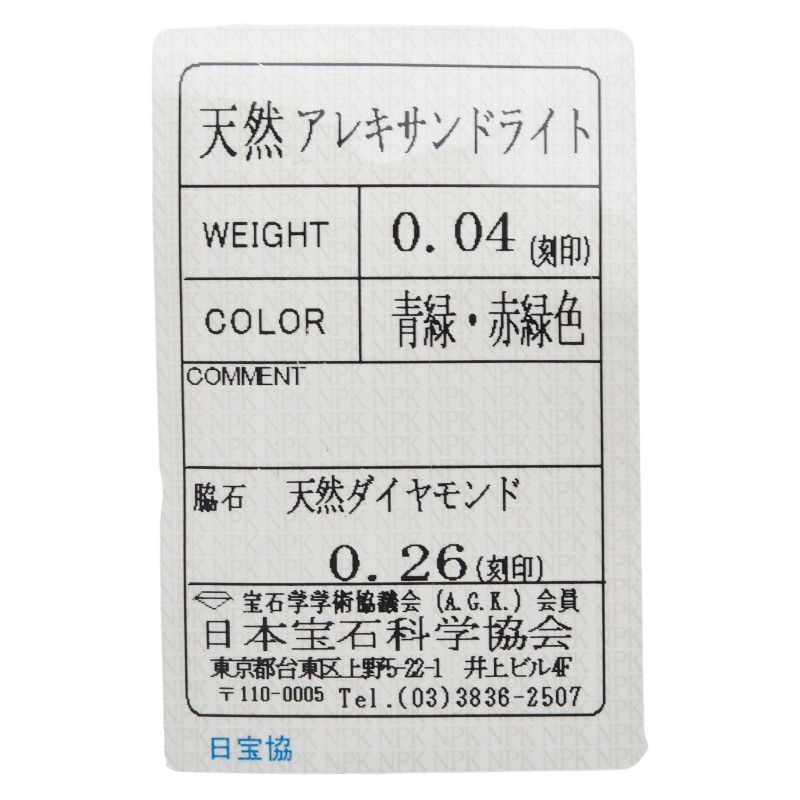 天然 アレキサンドライト
WEIGHT 0.04 (刻印)
COLOR 青緑・赤緑色
COMMENT
脇石 天然ダイヤモンド
0.26 (刻印)
宝石学学術協議会 (A.G.K.) 会員
日本宝石科学協会
東京都台東区上野5-22-1 井上ビル4F
〒110-0005 Tel.(03)3836-2507
日宝協